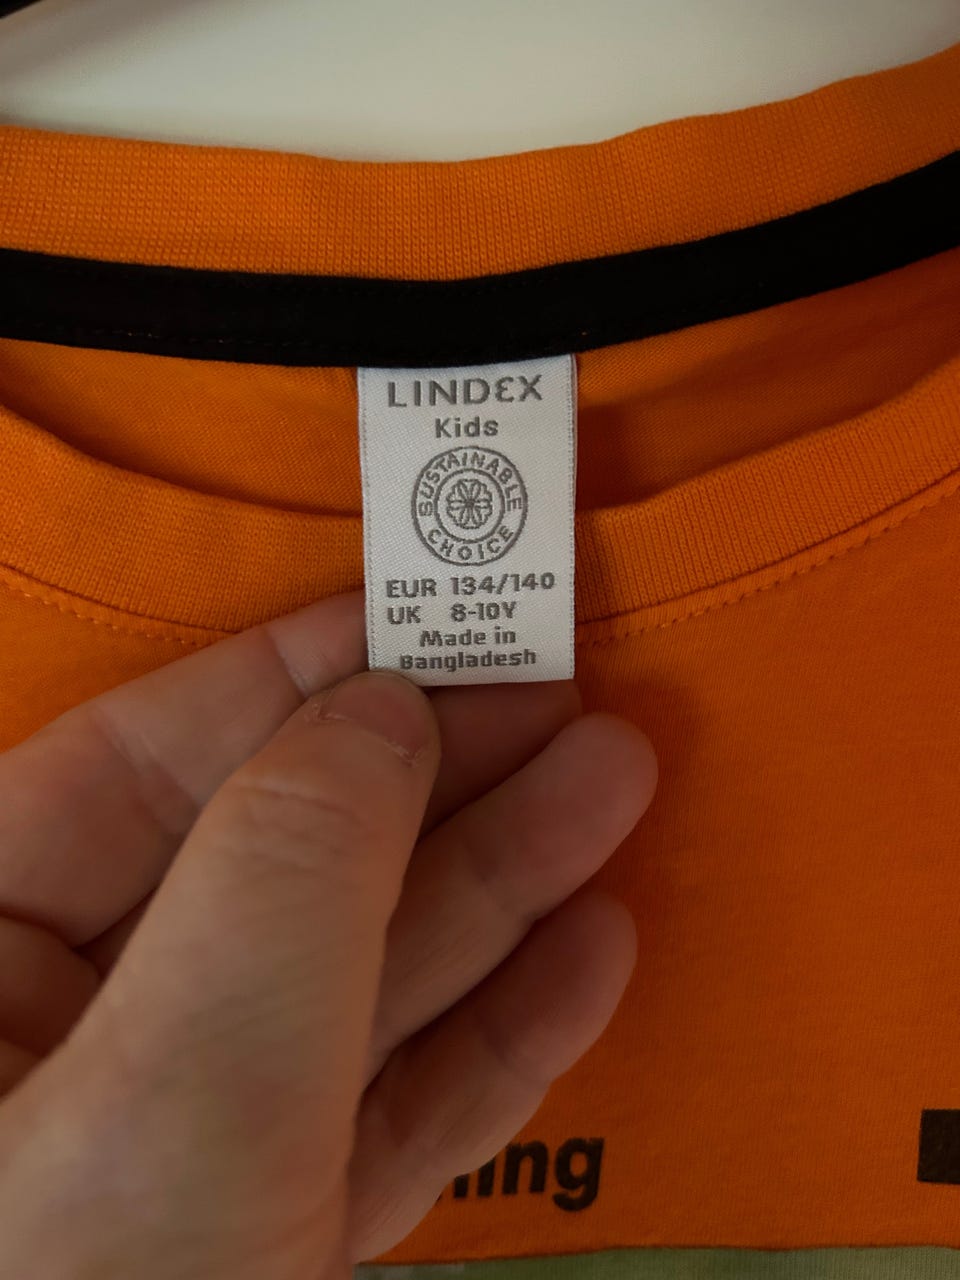 LINDEX
Kids
SUSTAINABLE
CHOICE
EUR 134/140
UK 8-10Y
Made in
Bangladesh